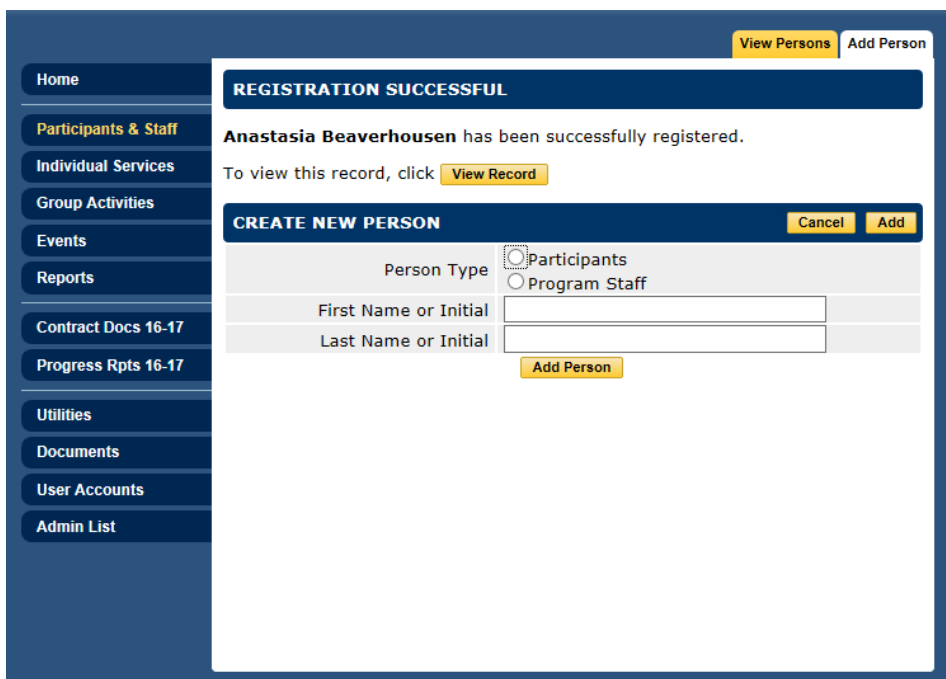 View Persons Add Person
Home
Participants & Staff
Individual Services
Group Activities
Events
Reports
Contract Docs 16-17
Progress Rpts 16-17
Utilities
Documents
User Accounts
Admin List
REGISTRATION SUCCESSFUL
Anastasia Beaverhousen has been successfully registered.
To view this record, click View Record
CREATE NEW PERSON Cancel Add
Person Type Participants
Program Staff
First Name or Initial
Last Name or Initial
Add Person